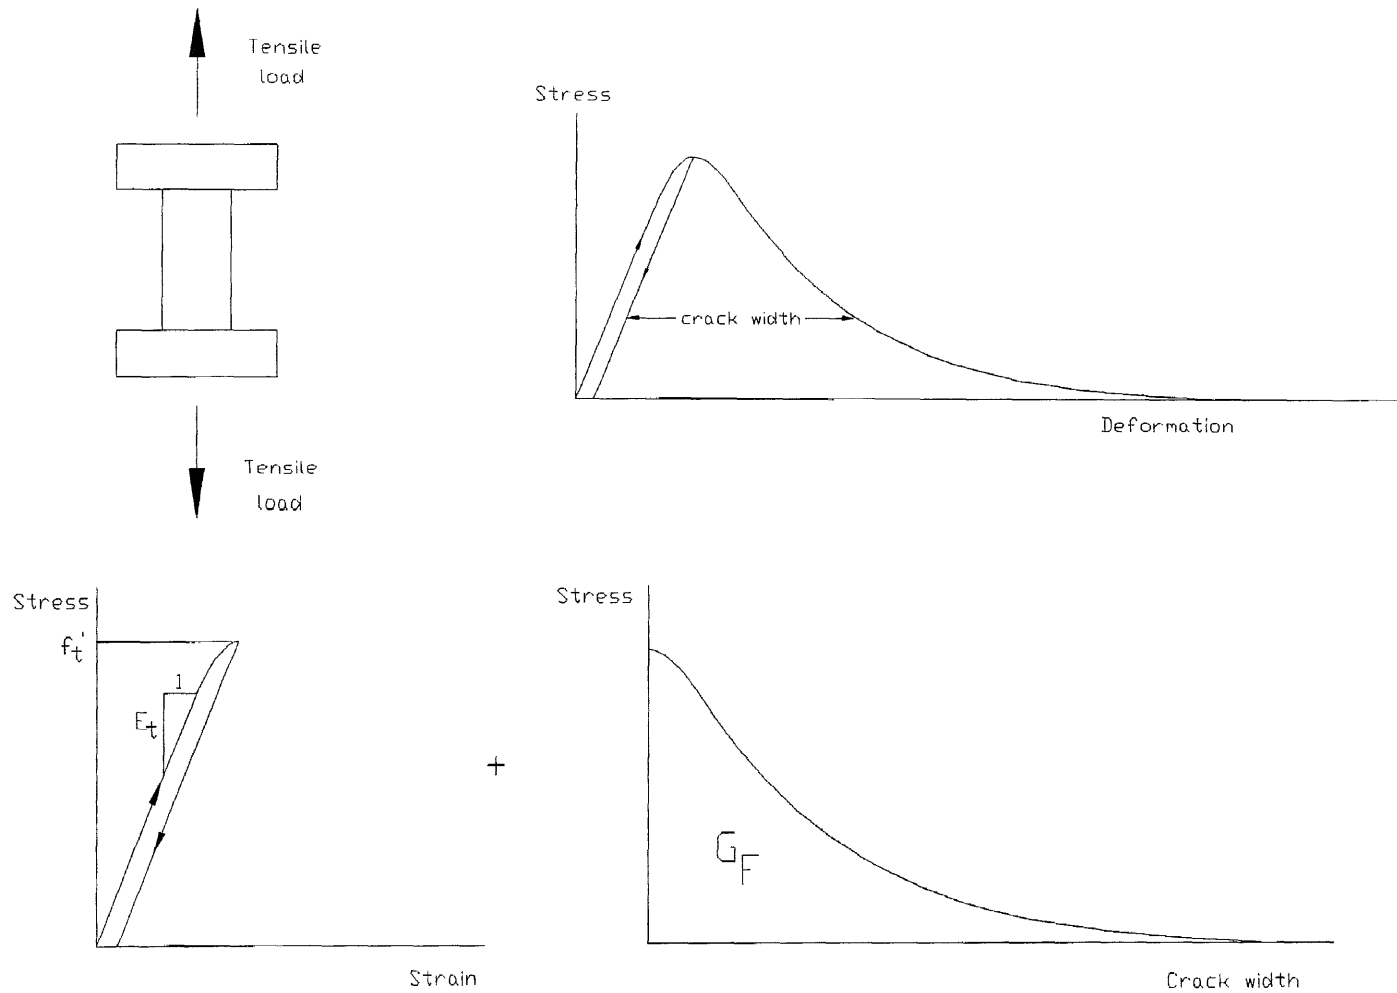 Tensile
load
Stress
crack width
Deformation
Tensile
load
Stress
f't
1
Et
Strain
+
Stress
GF
Crack width